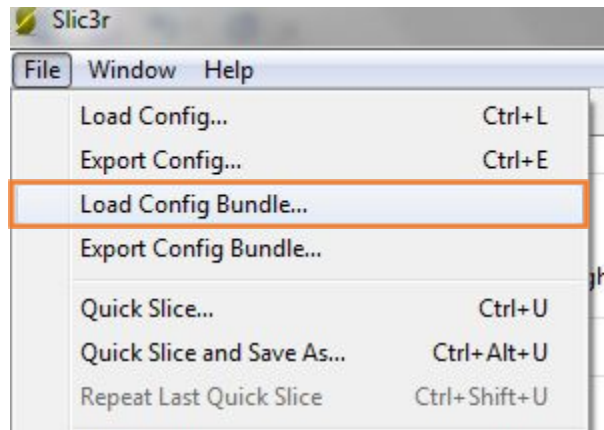 Slic3r
File Window Help
Load Config... Ctrl+L
Export Config... Ctrl+E
Load Config Bundle...
Export Config Bundle...
Quick Slice... Ctrl+U
Quick Slice and Save As... Ctrl+Alt+U
Repeat Last Quick Slice Ctrl+Shift+U